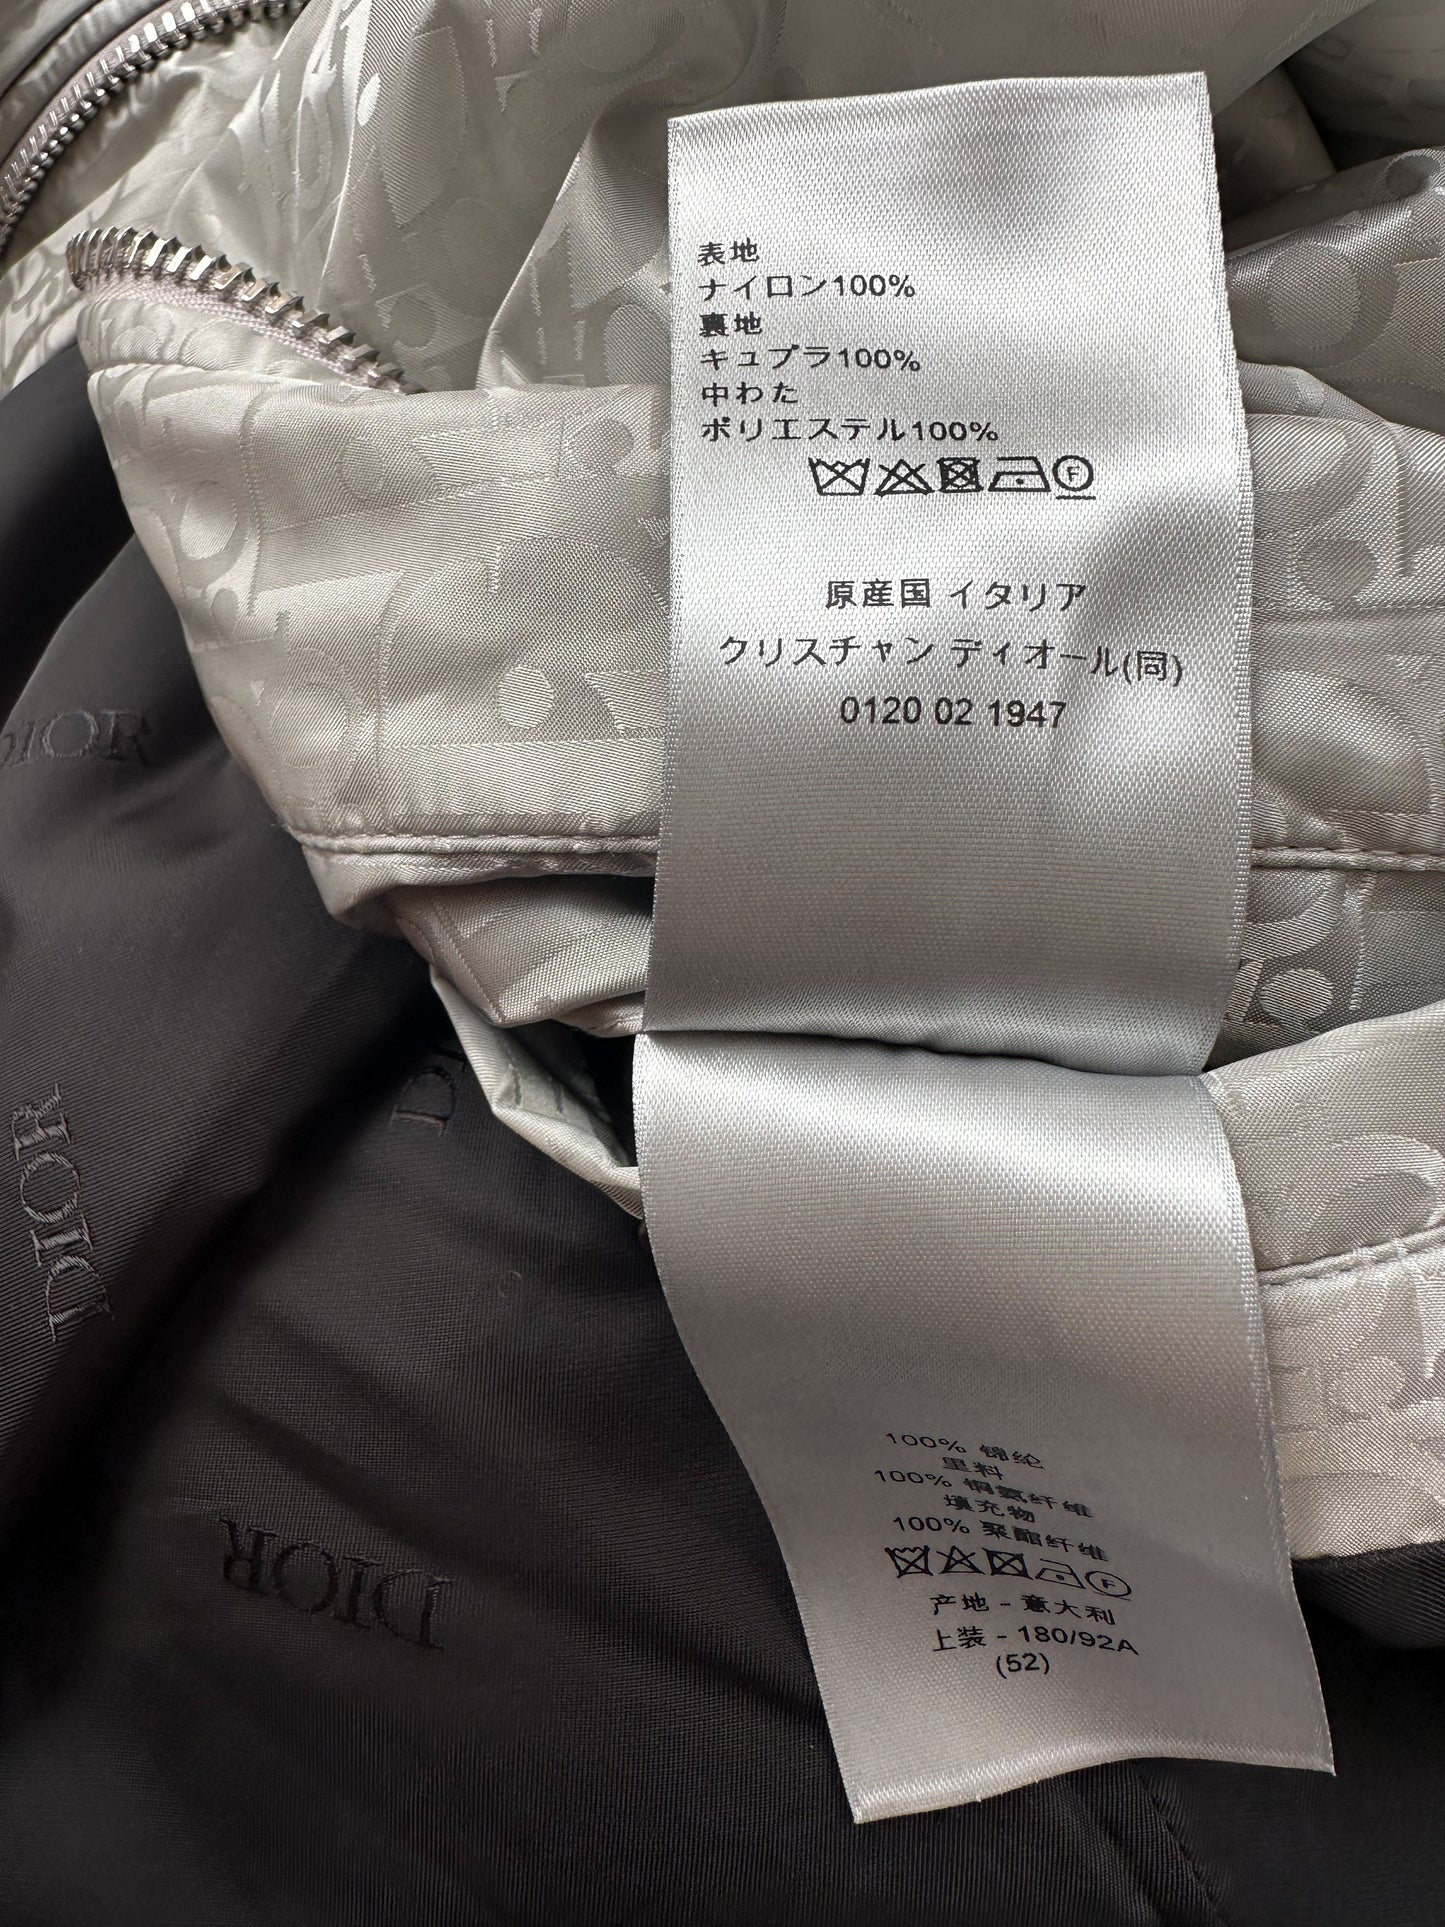 表地
ナイロン100%
裏地
キュプラ100%
中わた
ポリエステル100%
F
原産国 イタリア
クリスチャン ディオール(同)
0120 02 1947
100% 锦纶
里料
100% 铜氨纤维
填充物
100% 聚酯纤维
F
产地 - 意大利
上装 - 180/92A
(52)
DIOR
DIOR
DIOR